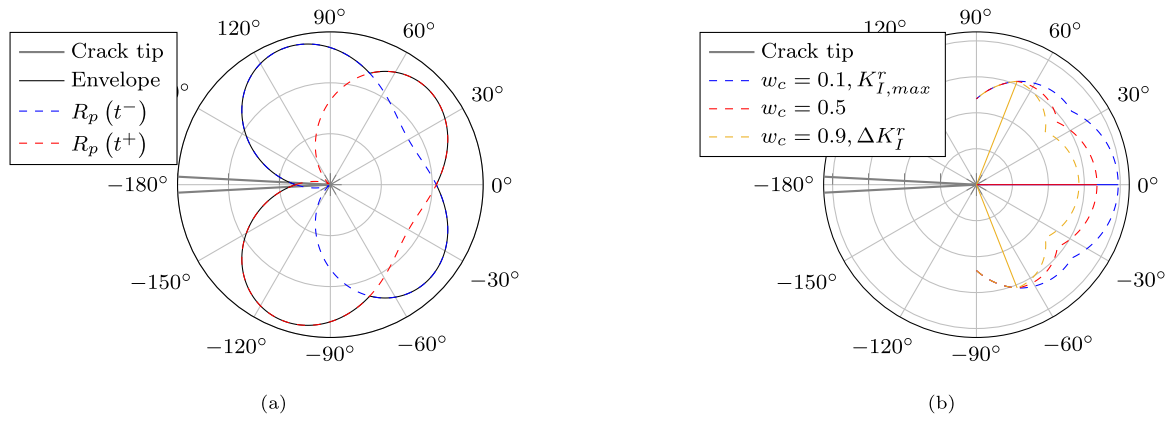 90°
120°
60°
30°
0°
−30°
−60°
−90°
−120°
−150°
−180°
Crack tip
Envelope
R_p (t⁻)
R_p (t⁺)
(a)
90°
60°
30°
0°
−30°
−60°
−90°
−120°
−150°
−180°
120°
Crack tip
w_c = 0.1, K^r_{I,max}
w_c = 0.5
w_c = 0.9, ΔK^r_I
(b)